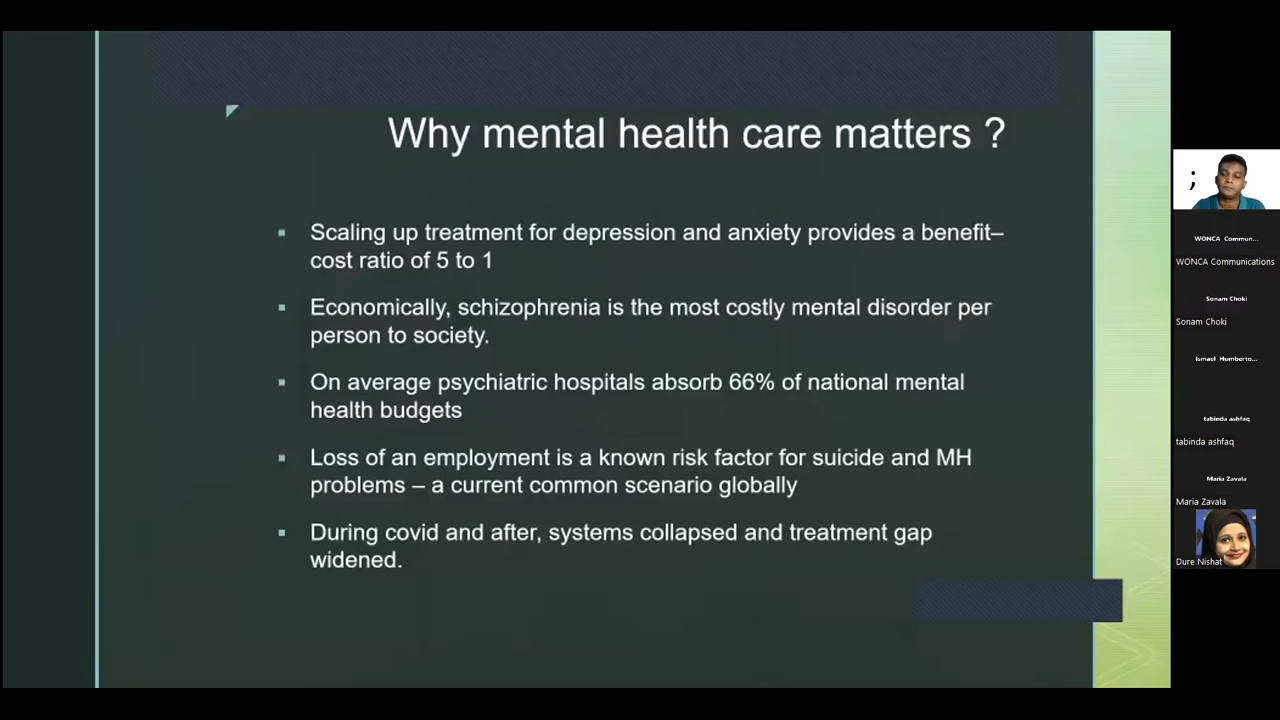 Why mental health care matters ?
Scaling up treatment for depression and anxiety provides a benefit–
cost ratio of 5 to 1
Economically, schizophrenia is the most costly mental disorder per
person to society.
On average psychiatric hospitals absorb 66% of national mental
health budgets
Loss of an employment is a known risk factor for suicide and MH
problems – a current common scenario globally
During covid and after, systems collapsed and treatment gap
widened.
;
WONCA Commun...
WONCA Communications
Sonam Choki
Sonam Choki
Ismael Humberto...
tabinda ashfaq
tabinda ashfaq
Maria Zavala
Maria Zavala
Dure Nishat